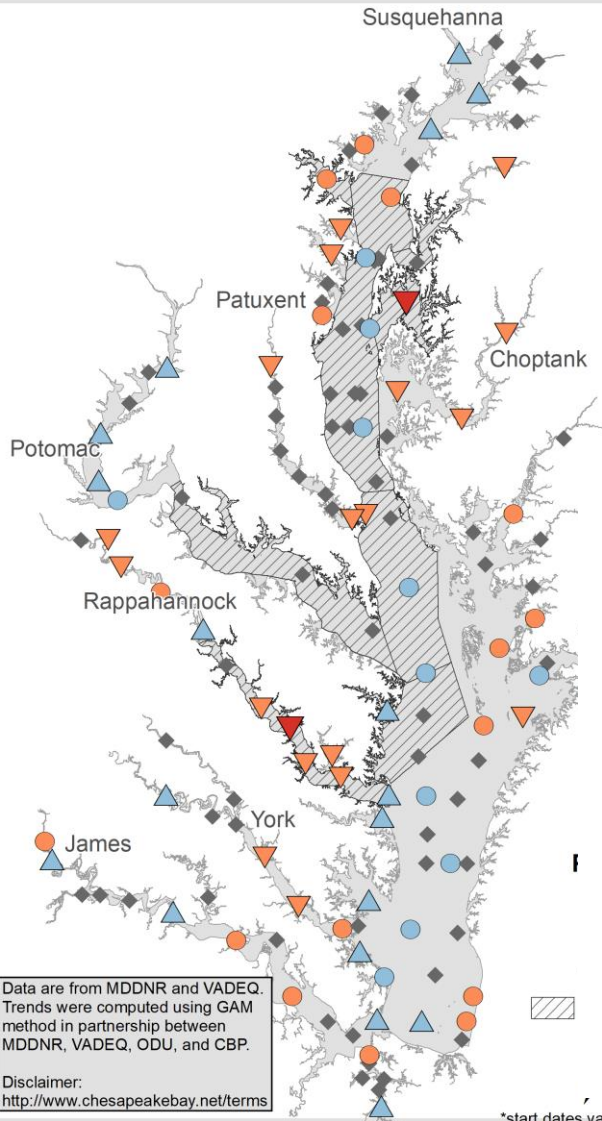 Susquehanna
Patuxent
Choptank
Potomac
Rappahannock
York
James
Data are from MDDNR and VADEQ.
Trends were computed using GAM
method in partnership between
MDDNR, VADEQ, ODU, and CBP.
Disclaimer:
http://www.chesapeakebay.net/terms
*start dates va